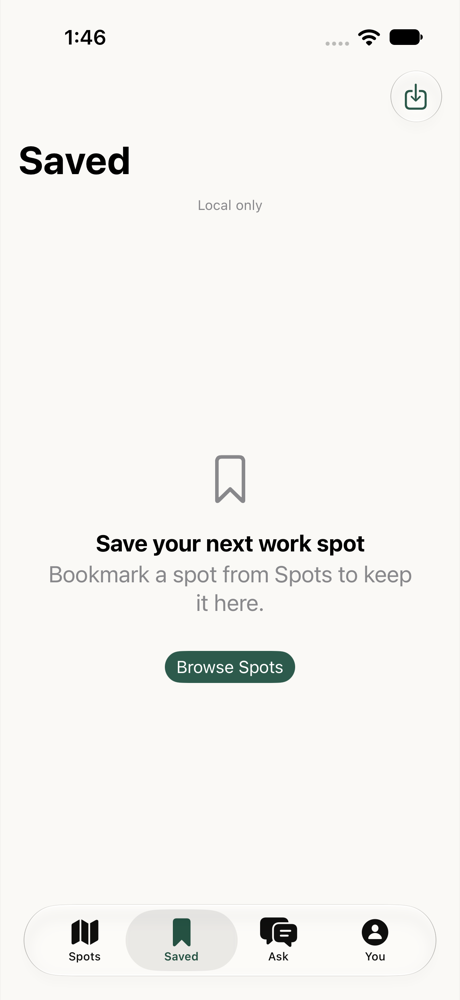 1:46
Saved
Local only
Save your next work spot
Bookmark a spot from Spots to keep
it here.
Browse Spots
Spots
Saved
Ask
You